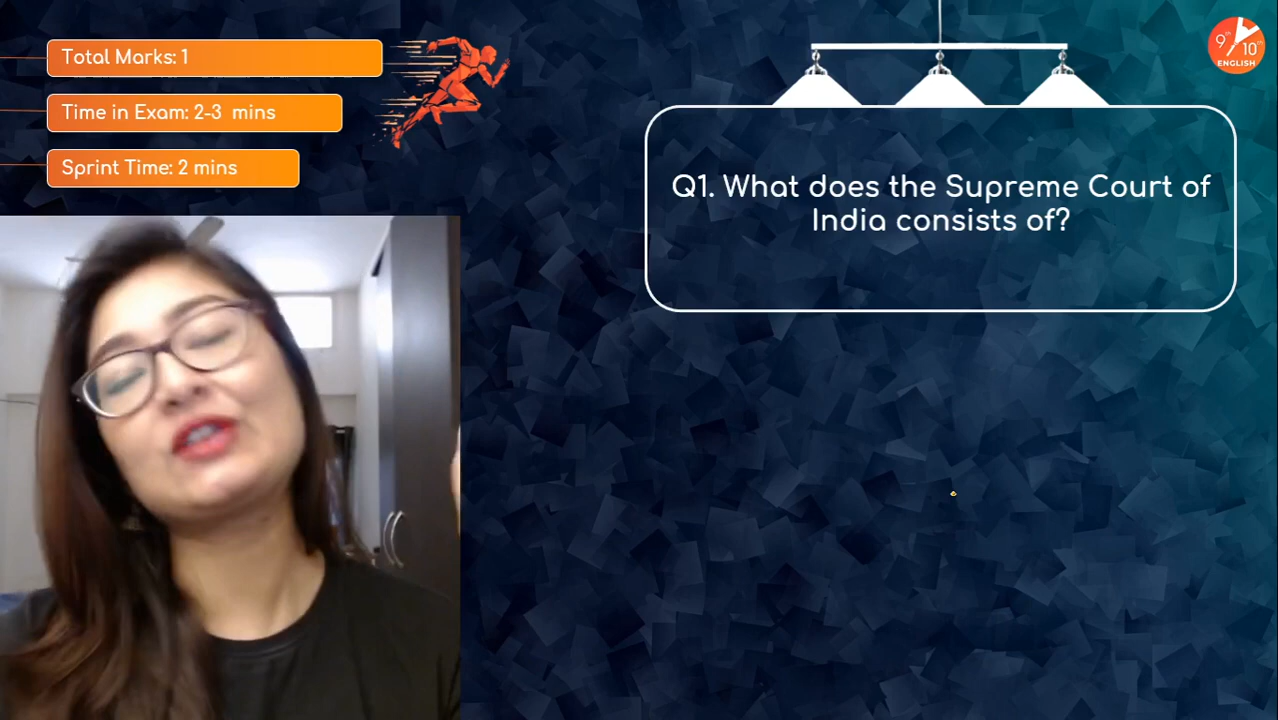 Total Marks: 1
Time in Exam: 2-3 mins
Sprint Time: 2 mins
Q1. What does the Supreme Court of
India consists of?
9th 10th
ENGLISH